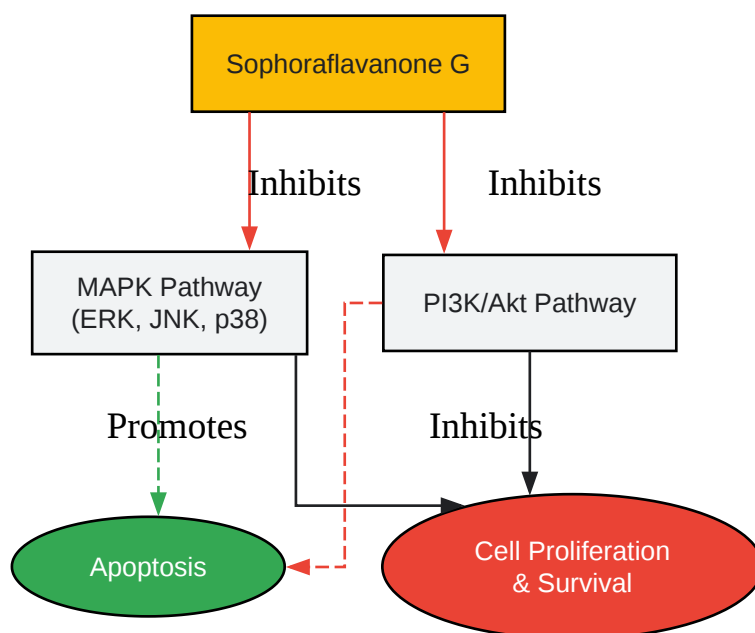 Sophoraflavanone G
Inhibits
Inhibits
MAPK Pathway
(ERK, JNK, p38)
PI3K/Akt Pathway
Promotes
Inhibits
Apoptosis
Cell Proliferation
& Survival